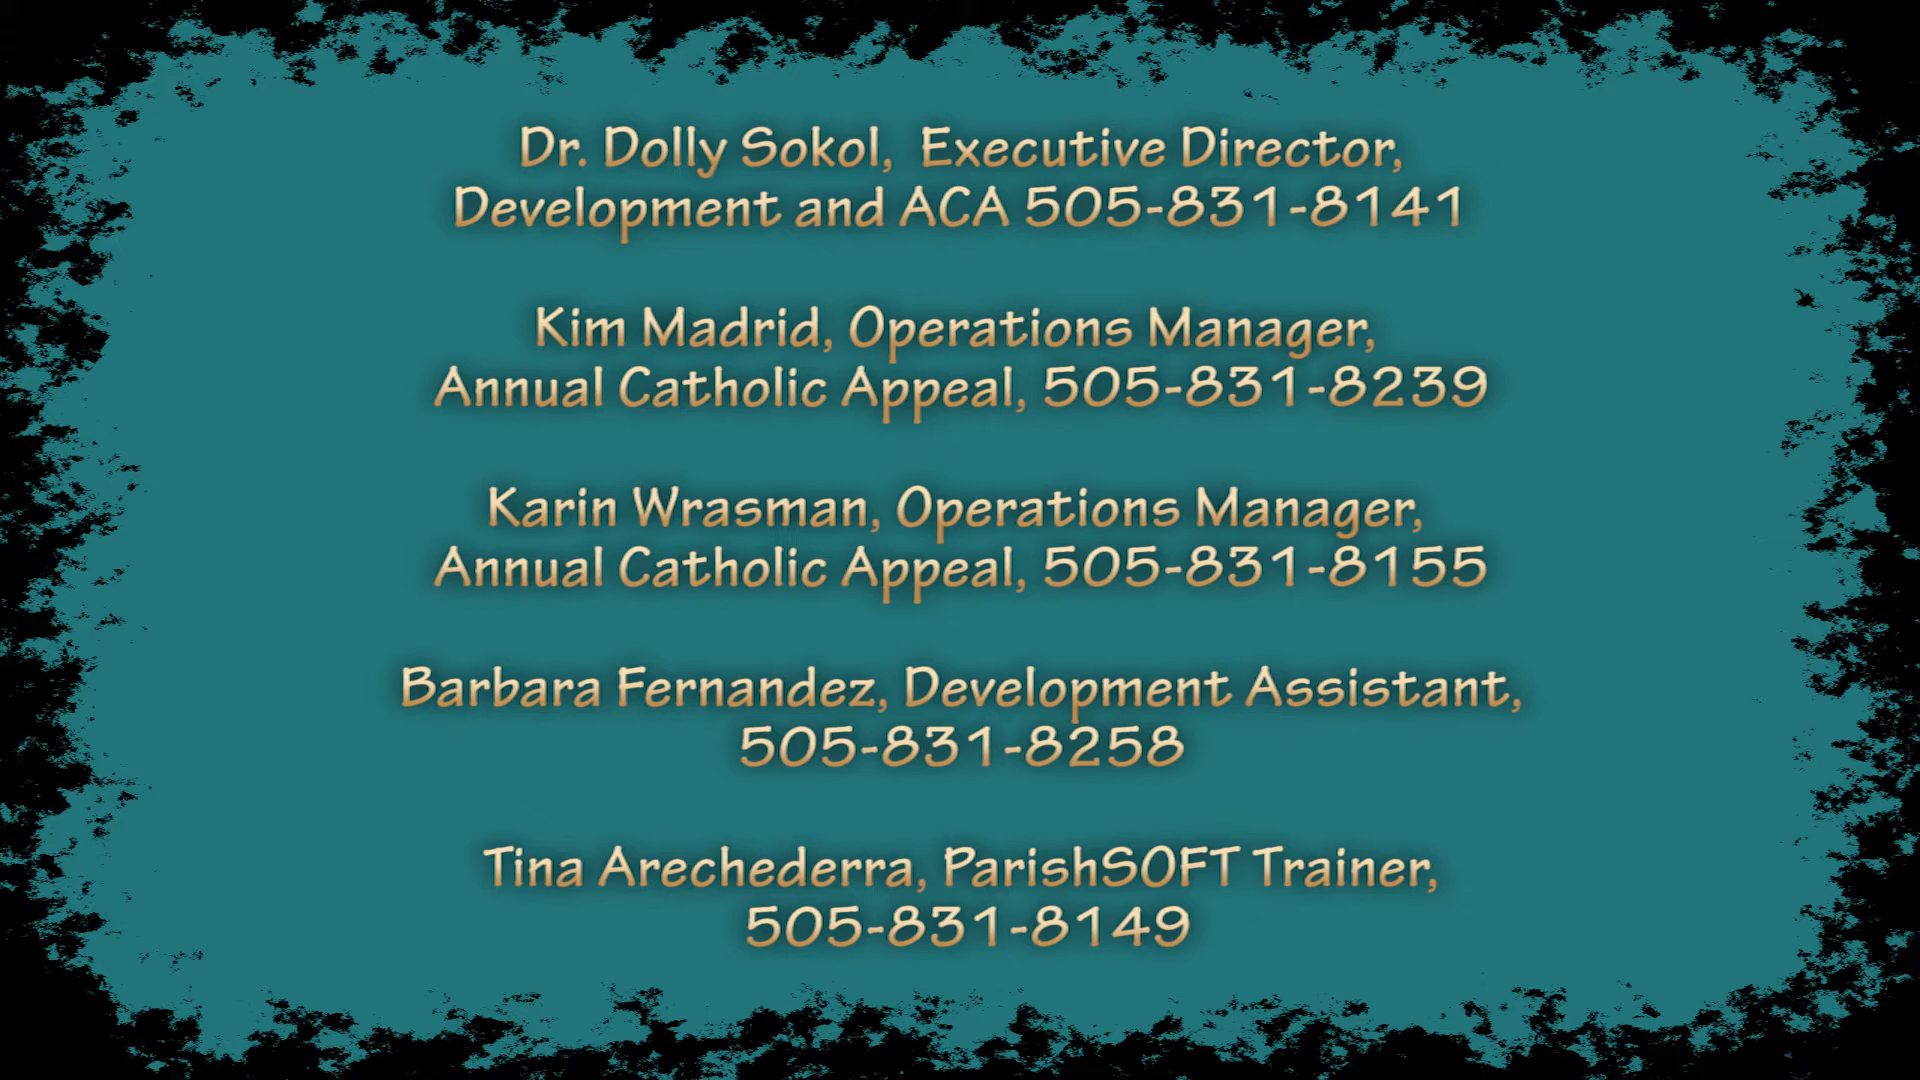 Dr. Dolly Sokol,  Executive Director,
Development and ACA 505-831-8141
Kim Madrid, Operations Manager,
Annual Catholic Appeal, 505-831-8239
Karin Wrasman, Operations Manager,
Annual Catholic Appeal, 505-831-8155
Barbara Fernandez, Development Assistant,
505-831-8258
Tina Arechederra, ParishSOFT Trainer,
505-831-8149